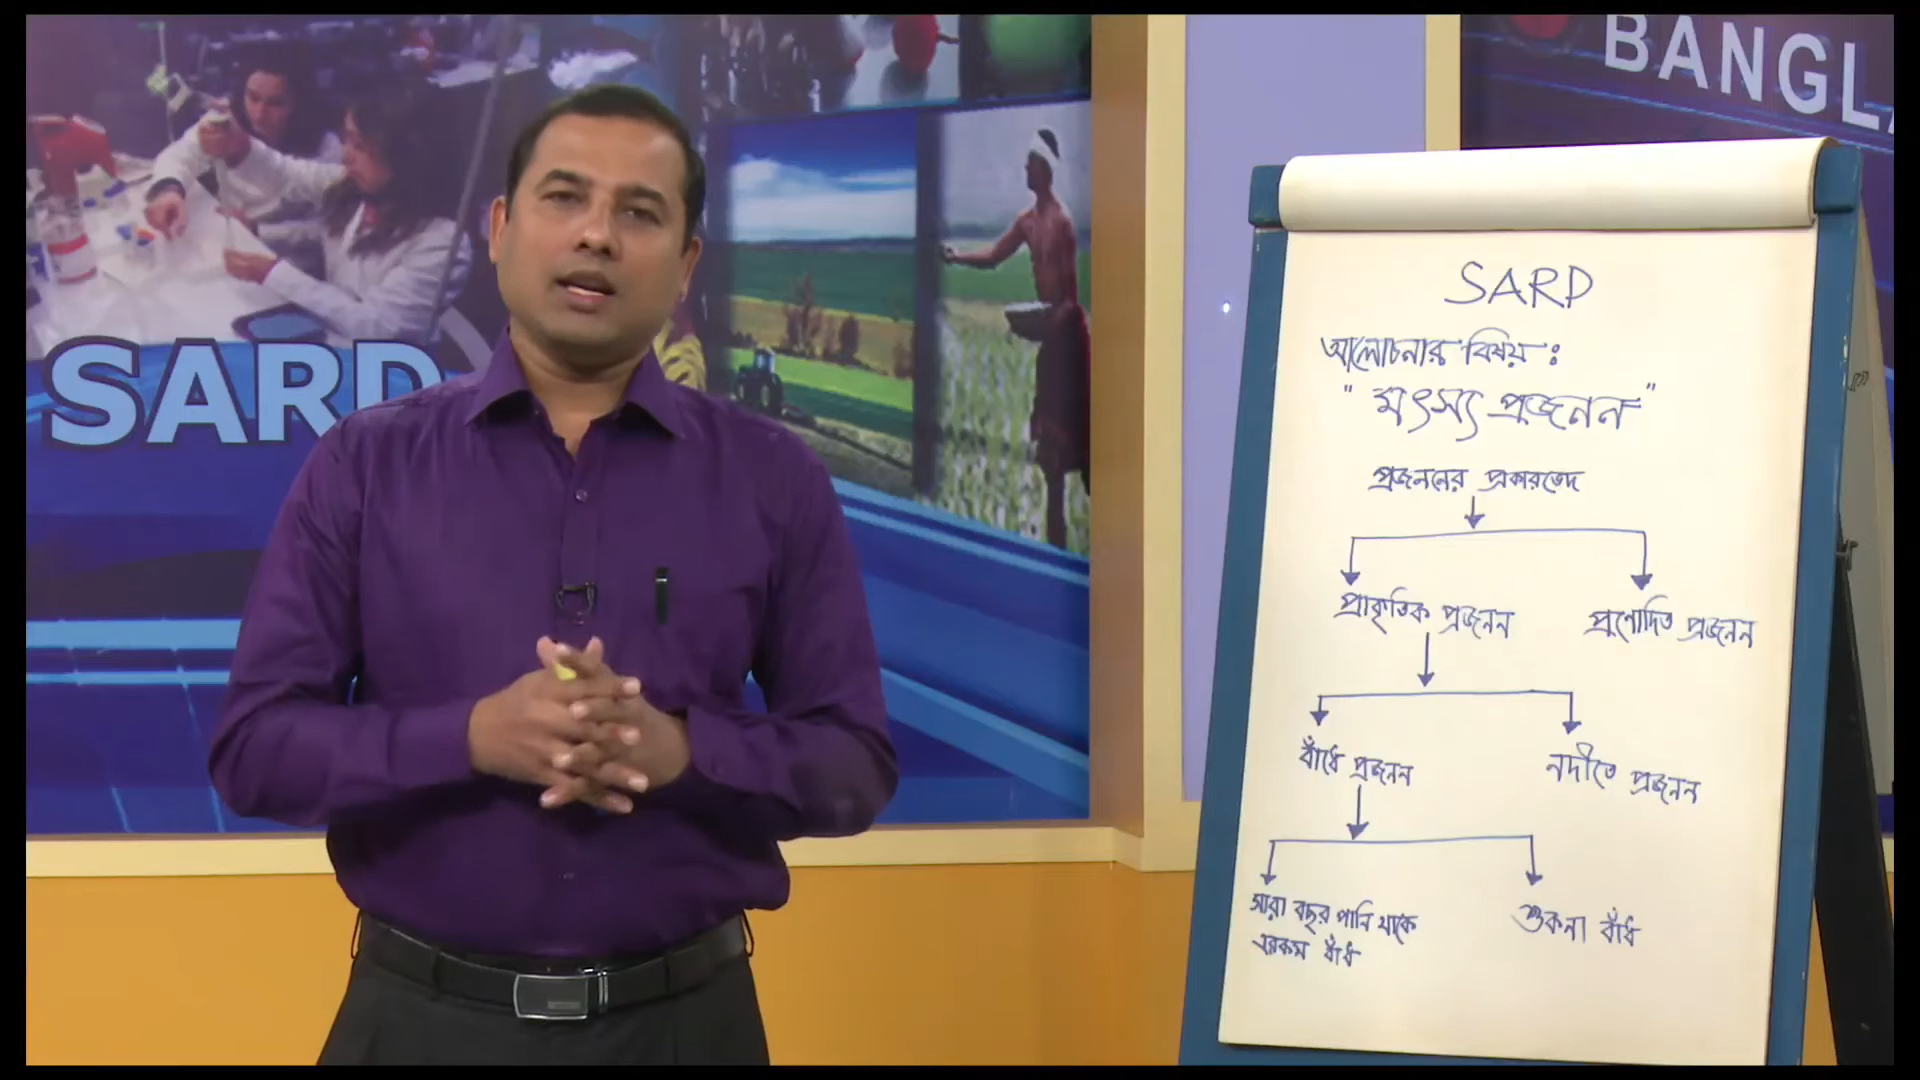 BANGL
SARD
SARD
আলোচনার বিষয় :
" মৎস্য প্রজনন "
প্রজননের প্রকারভেদ
প্রাকৃতিক প্রজনন প্রণোদিত প্রজনন
বাঁধে প্রজনন নদীতে প্রজনন
সারা বছর পানি থাকে শুকনা বাঁধ
এরকম বাঁধ